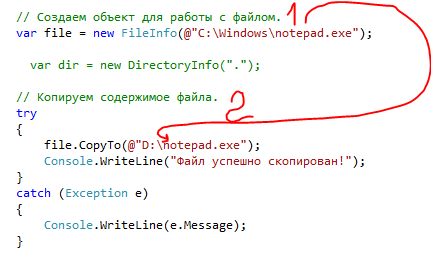 // Создаем объект для работы с файлом. 1
var file = new FileInfo(@"C:\Windows\notepad.exe");
var dir = new DirectoryInfo(".");
// Копируем содержимое файла.
2
try
{
file.CopyTo(@"D:\notepad.exe");
Console.WriteLine("Файл успешно скопирован!");
}
catch (Exception e)
{
Console.WriteLine(e.Message);
}